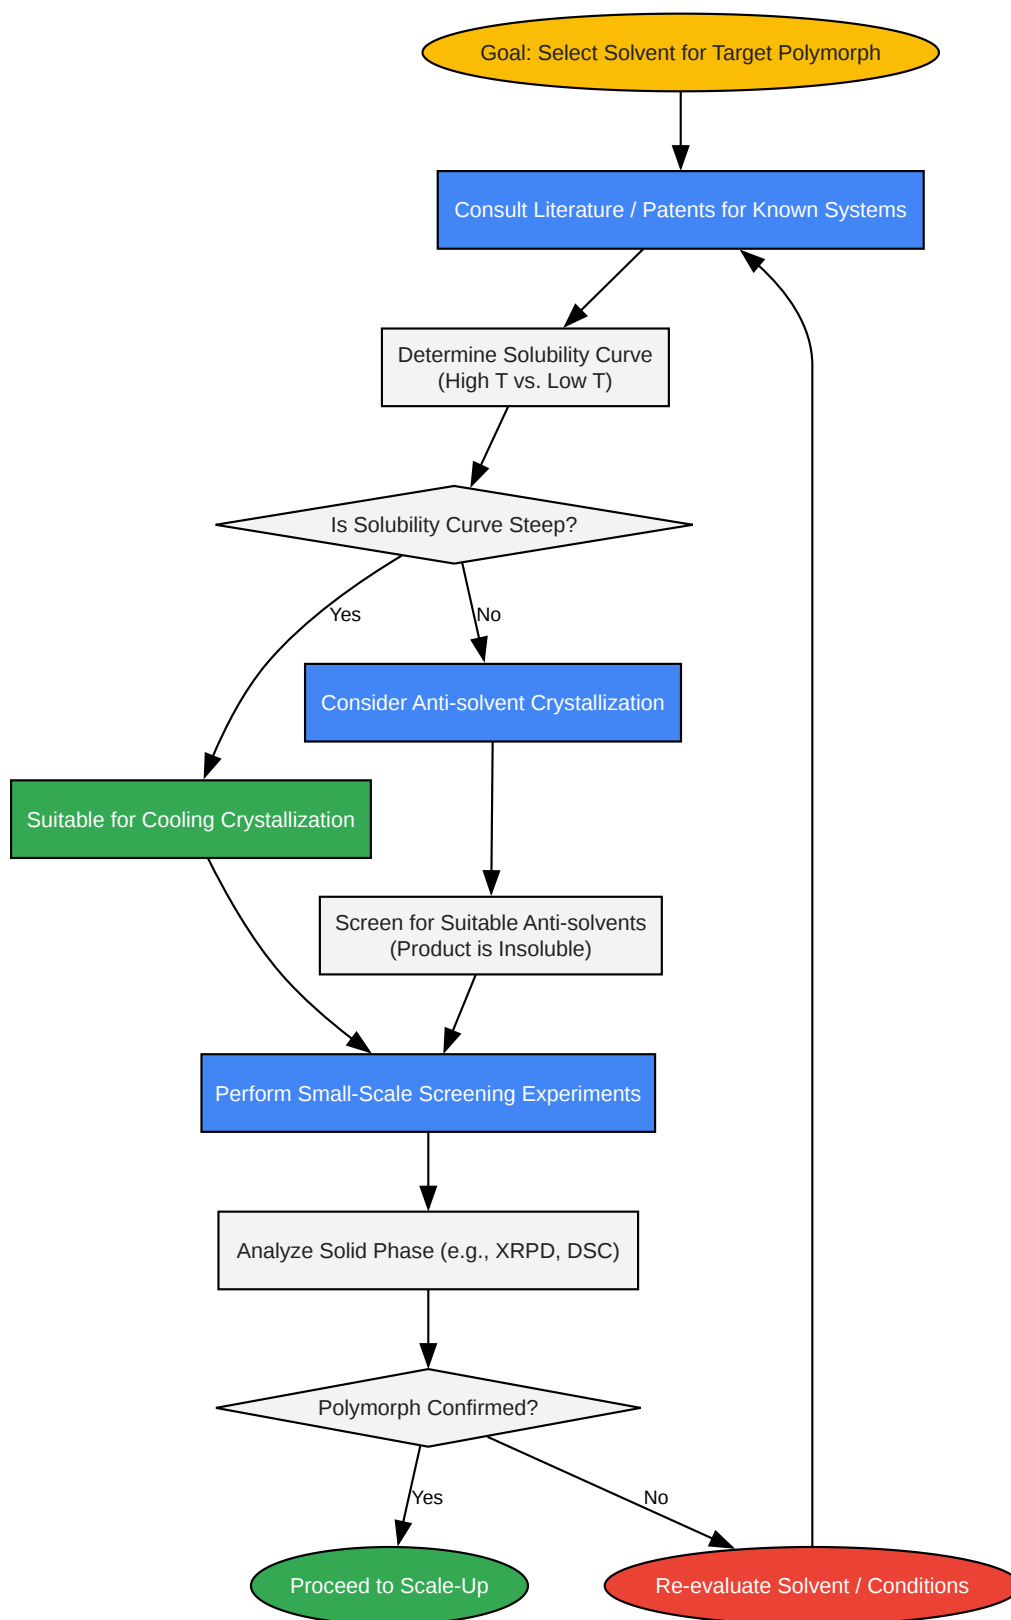 Goal: Select Solvent for Target Polymorph
Consult Literature / Patents for Known Systems
Determine Solubility Curve
(High T vs. Low T)
Is Solubility Curve Steep?
Yes
No
Consider Anti-solvent Crystallization
Suitable for Cooling Crystallization
Screen for Suitable Anti-solvents
(Product is Insoluble)
Perform Small-Scale Screening Experiments
Analyze Solid Phase (e.g., XRPD, DSC)
Polymorph Confirmed?
Yes
No
Proceed to Scale-Up
Re-evaluate Solvent / Conditions